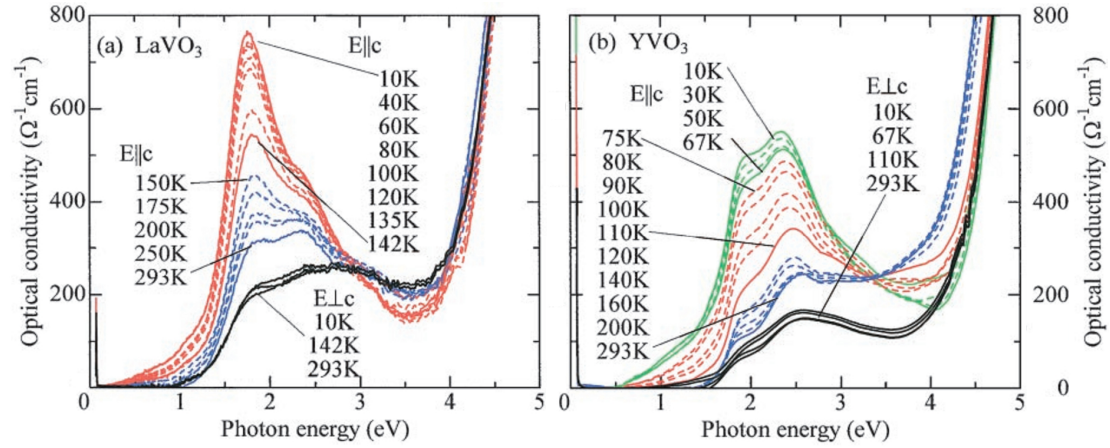 (a) LaVO3
E||c
10K
40K
60K
80K
100K
120K
135K
142K
E||c
150K
175K
200K
250K
293K
E⊥c
10K
142K
293K
Optical conductivity (Ω-1cm-1)
800
600
400
200
0
0 1 2 3 4 5
Photon energy (eV)
(b) YVO3
E||c
10K
30K
50K
67K
75K
80K
90K
100K
110K
120K
140K
160K
200K
293K
E⊥c
10K
67K
110K
293K
800
600
400
200
0
Optical conductivity (Ω-1cm-1)
0 1 2 3 4 5
Photon energy (eV)